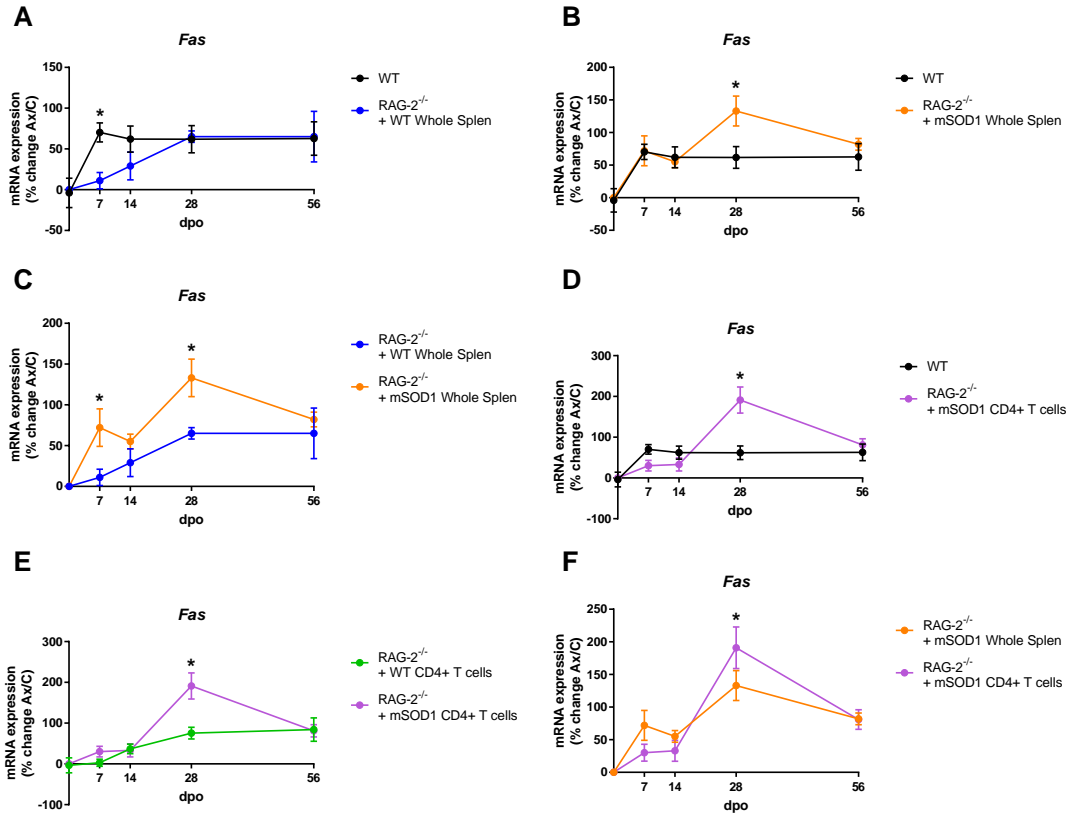 A
Fas
mRNA expression
(% change Ax/C)
150
100
50
0
-50
7
14
28
56
dpo
*
WT
RAG-2-/-
+ WT Whole Splen
B
Fas
mRNA expression
(% change Ax/C)
200
150
100
50
0
-50
7
14
28
56
dpo
*
WT
RAG-2-/-
+ mSOD1 Whole Splen
C
Fas
mRNA expression
(% change Ax/C)
200
150
100
50
0
7
14
28
56
dpo
*
*
RAG-2-/-
+ WT Whole Splen
RAG-2-/-
+ mSOD1 Whole Splen
D
Fas
mRNA expression
(% change Ax/C)
300
200
100
0
-100
7
14
28
56
dpo
*
WT
RAG-2-/-
+ mSOD1 CD4+ T cells
E
Fas
mRNA expression
(% change Ax/C)
300
200
100
0
-100
7
14
28
56
dpo
*
RAG-2-/-
+ WT CD4+ T cells
RAG-2-/-
+ mSOD1 CD4+ T cells
F
Fas
mRNA expression
(% change Ax/C)
250
200
150
100
50
0
7
14
28
56
dpo
*
RAG-2-/-
+ mSOD1 Whole Splen
RAG-2-/-
+ mSOD1 CD4+ T cells